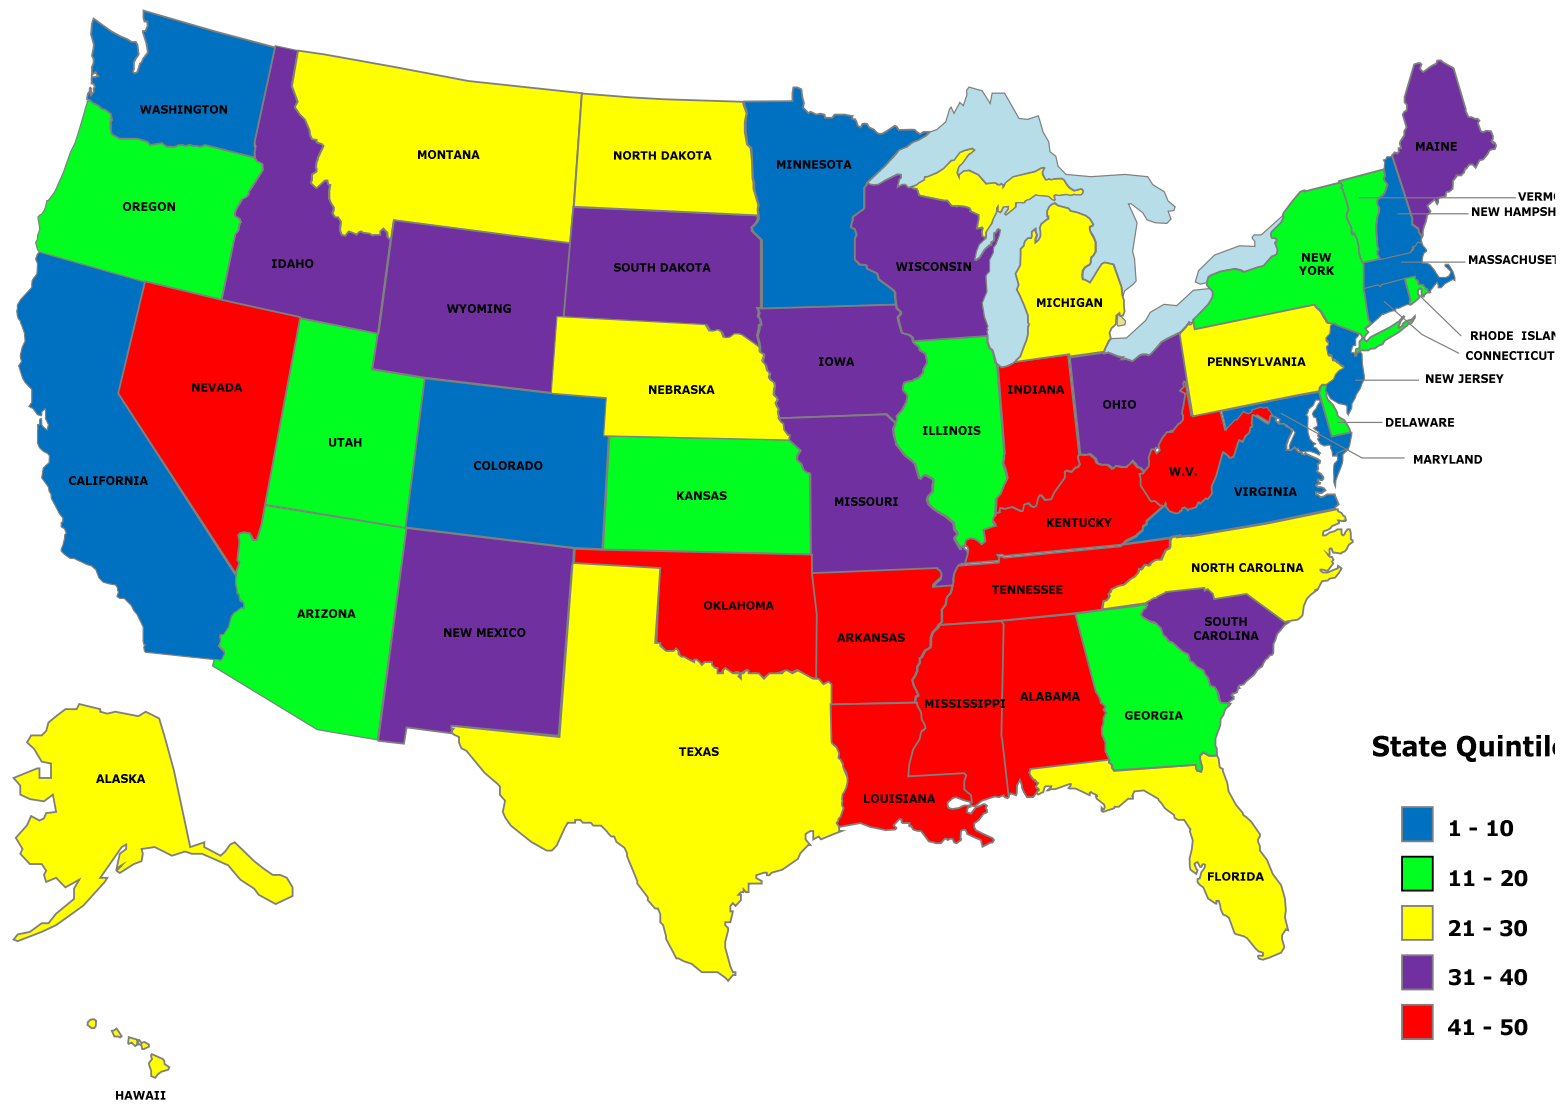 WASHINGTON
MONTANA
NORTH DAKOTA
MINNESOTA
MAINE
OREGON
VERMO
NEW HAMPSH
IDAHO
SOUTH DAKOTA
WISCONSIN
NEW
YORK
MASSACHUSET
WYOMING
MICHIGAN
RHODE ISLAN
CONNECTICUT
IOWA
PENNSYLVANIA
NEW JERSEY
NEVADA
NEBRASKA
INDIANA
OHIO
UTAH
ILLINOIS
DELAWARE
COLORADO
MARYLAND
CALIFORNIA
KANSAS
MISSOURI
W.V.
VIRGINIA
KENTUCKY
NORTH CAROLINA
ARIZONA
NEW MEXICO
OKLAHOMA
TENNESSEE
ARKANSAS
SOUTH
CAROLINA
MISSISSIPPI
ALABAMA
GEORGIA
TEXAS
State Quintile
ALASKA
LOUISIANA
1 - 10
FLORIDA
11 - 20
21 - 30
31 - 40
41 - 50
HAWAII